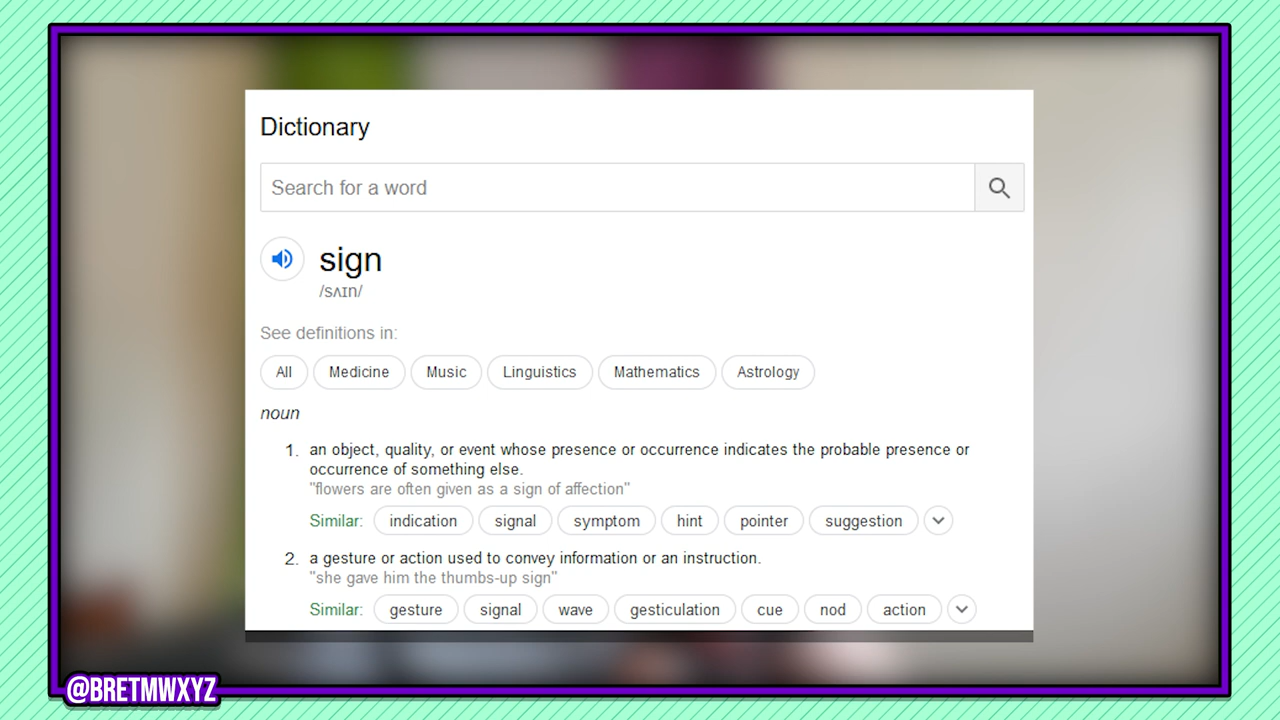 Dictionary
Search for a word
sign
/sʌɪn/
See definitions in:
All Medicine Music Linguistics Mathematics Astrology
noun
1. an object, quality, or event whose presence or occurrence indicates the probable presence or
occurrence of something else.
"flowers are often given as a sign of affection"
Similar: indication signal symptom hint pointer suggestion
2. a gesture or action used to convey information or an instruction.
"she gave him the thumbs-up sign"
Similar: gesture signal wave gesticulation cue nod action
@BRETMWXYZ